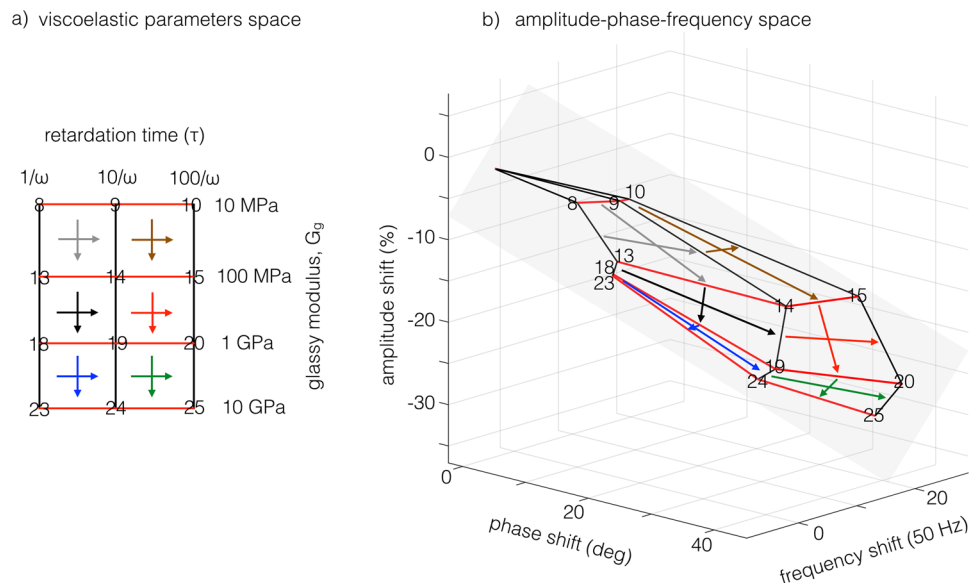 a) viscoelastic parameters space
retardation time (τ)
1/ω 10/ω 100/ω
8 9 10 10 MPa
13 14 15 100 MPa
18 19 20 1 GPa
23 24 25 10 GPa
glassy modulus, Gg
b) amplitude-phase-frequency space
amplitude shift (%)
0
-10
-20
-30
8 9 10
13
18
23
14 15
19 20
24 25
0
20
40
phase shift (deg)
0
20
frequency shift (50 Hz)